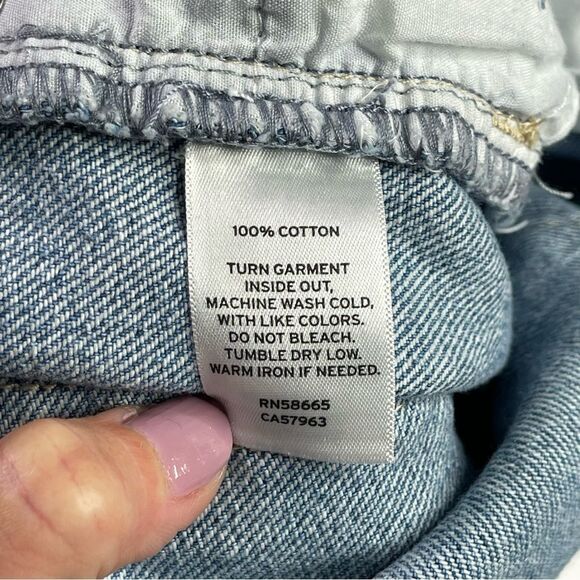 100% COTTON
TURN GARMENT
INSIDE OUT,
MACHINE WASH COLD,
WITH LIKE COLORS.
DO NOT BLEACH.
TUMBLE DRY LOW.
WARM IRON IF NEEDED.
RN58665
CA57963